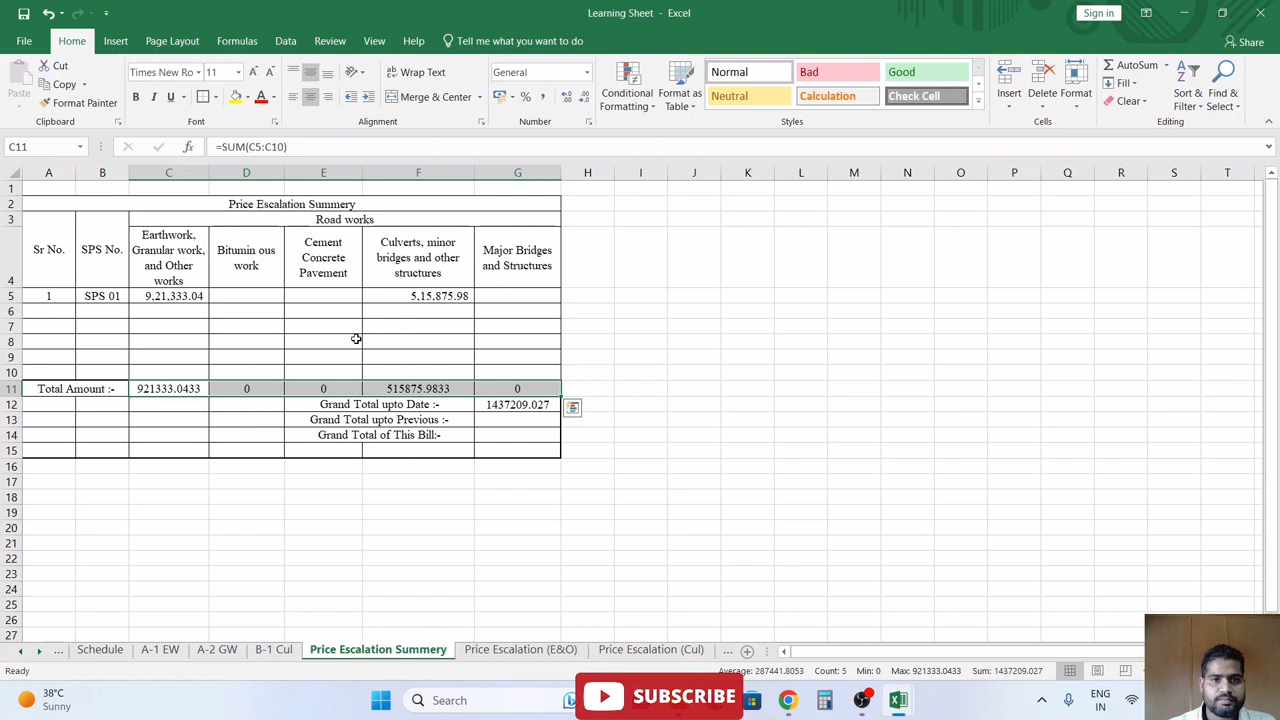 Learning Sheet - Excel
Sign in
File Home Insert Page Layout Formulas Data Review View Help Tell me what you want to do
Share
Paste
Cut
Copy
Format Painter
Clipboard
Times New Ro 11
B I U
Font
Wrap Text
Merge & Center
Alignment
General
Number
Conditional Formatting
Format as Table
Normal Bad Good
Neutral Calculation Check Cell
Styles
Insert Delete Format
Cells
AutoSum
Fill
Clear
Sort & Filter
Find & Select
Editing
C11 fx =SUM(C5:C10)
A B C D E F G H I J K L M N O P Q R S T
1
2 Price Escalation Summery
3 Road works
4 Sr No. SPS No. Earthwork, Granular work, and Other works Bitumin ous work Cement Concrete Pavement Culverts, minor bridges and other structures Major Bridges and Structures
5 1 SPS 01 9,21,333.04 5,15,875.98
6
7
8
9
10
11 Total Amount :- 921333.0433 0 0 515875.9833 0
12 Grand Total upto Date :- 1437209.027
13 Grand Total upto Previous :-
14 Grand Total of This Bill:-
15
16
17
18
19
20
21
22
23
24
25
26
27
... Schedule A-1 EW A-2 GW B-1 Cul Price Escalation Summery Price Escalation (E&O) Price Escalation (Cul) ...
Ready Average: 287441.8053 Count: 5 Min: 0 Max: 921333.0433 Sum: 1437209.027
38°C
Sunny
Search
SUBSCRIBE
ENG
IN